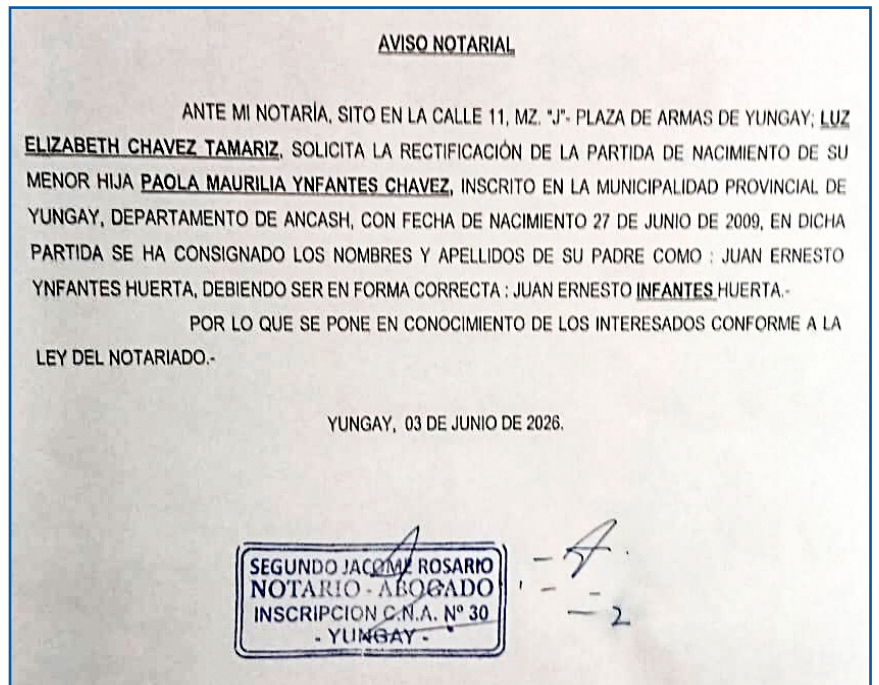 AVISO NOTARIAL
ANTE MI NOTARÍA, SITO EN LA CALLE 11, MZ. "J"- PLAZA DE ARMAS DE YUNGAY; LUZ
ELIZABETH CHAVEZ TAMARIZ, SOLICITA LA RECTIFICACIÓN DE LA PARTIDA DE NACIMIENTO DE SU
MENOR HIJA PAOLA MAURILIA YNFANTES CHAVEZ, INSCRITO EN LA MUNICIPALIDAD PROVINCIAL DE
YUNGAY, DEPARTAMENTO DE ANCASH, CON FECHA DE NACIMIENTO 27 DE JUNIO DE 2009, EN DICHA
PARTIDA SE HA CONSIGNADO LOS NOMBRES Y APELLIDOS DE SU PADRE COMO : JUAN ERNESTO
YNFANTES HUERTA, DEBIENDO SER EN FORMA CORRECTA : JUAN ERNESTO INFANTES HUERTA.-
POR LO QUE SE PONE EN CONOCIMIENTO DE LOS INTERESADOS CONFORME A LA
LEY DEL NOTARIADO.-
YUNGAY, 03 DE JUNIO DE 2026.
SEGUNDO JACOME ROSARIO
NOTARIO - ABOGADO
INSCRIPCION C.N.A. Nº 30
- YUNGAY -